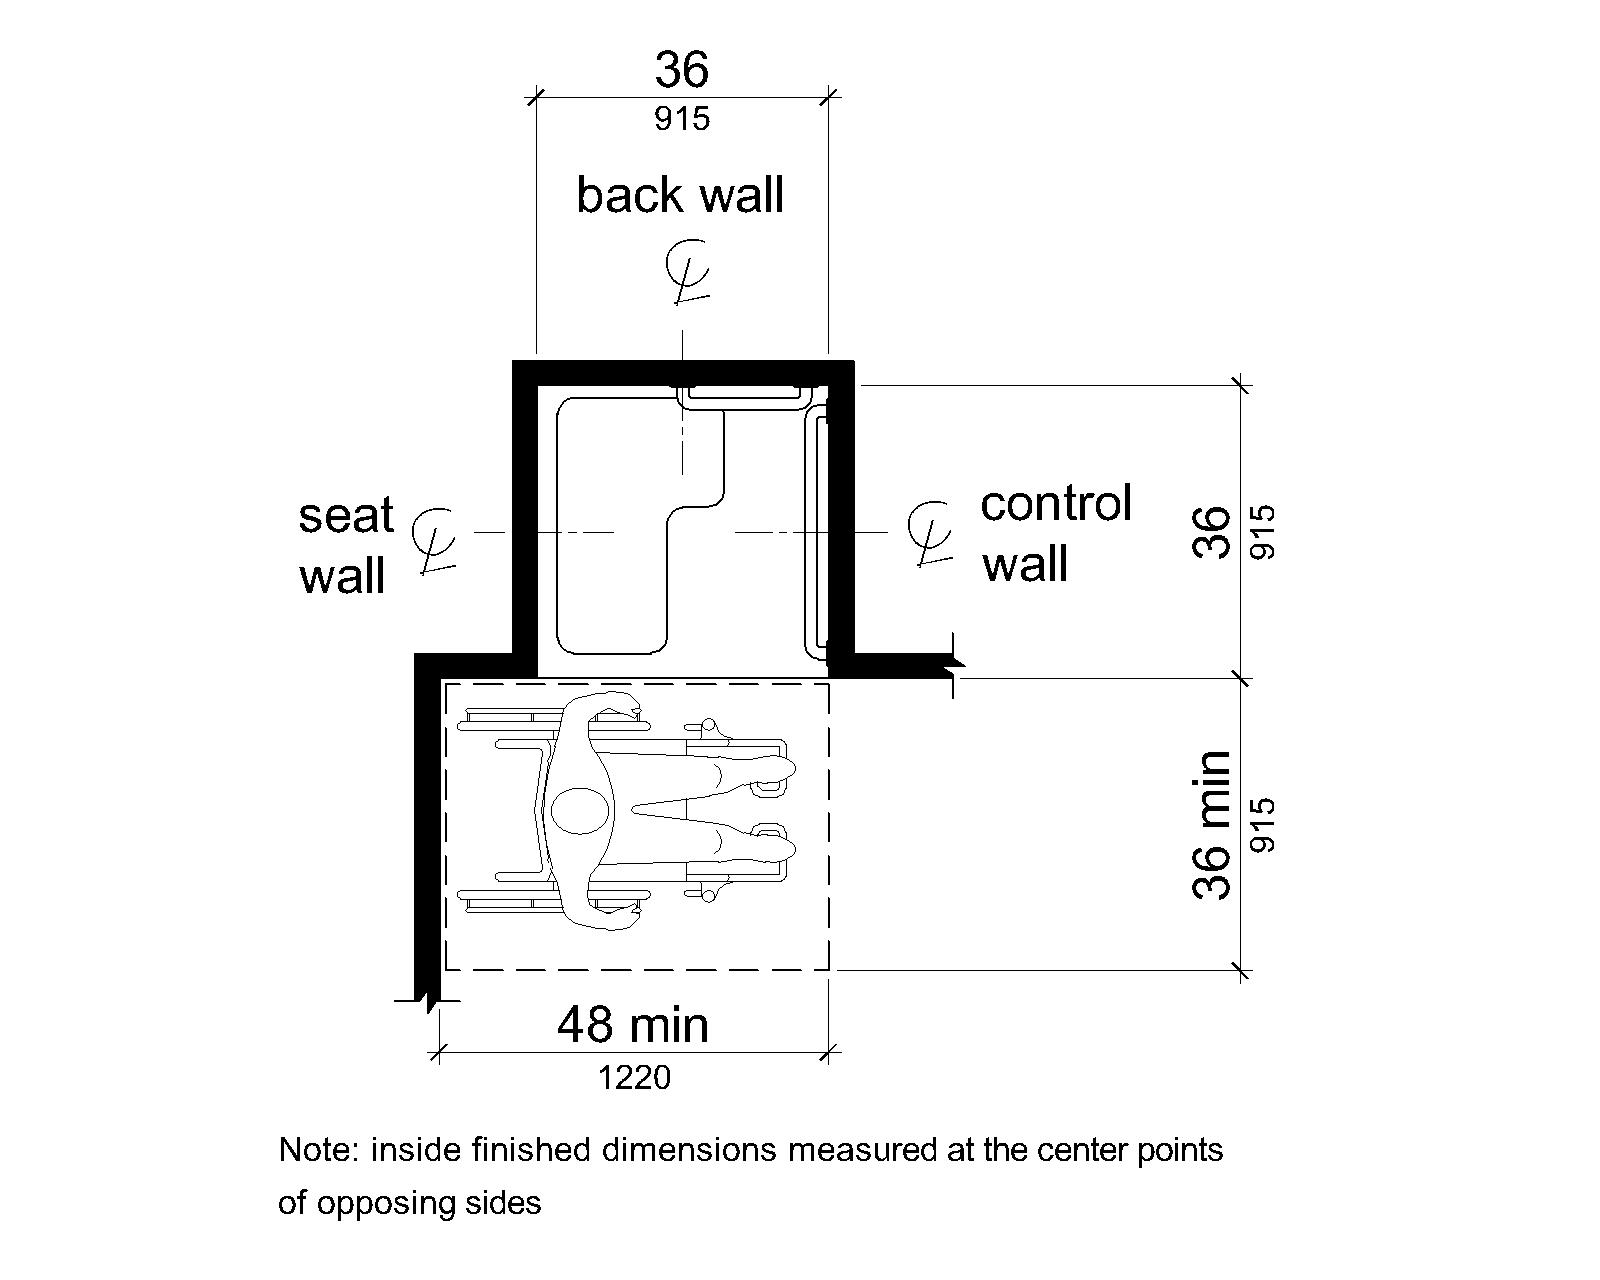 36
915
back wall
℄
seat
wall
℄
℄
control
wall
36
915
36 min
915
48 min
1220
Note: inside finished dimensions measured at the center points
of opposing sides